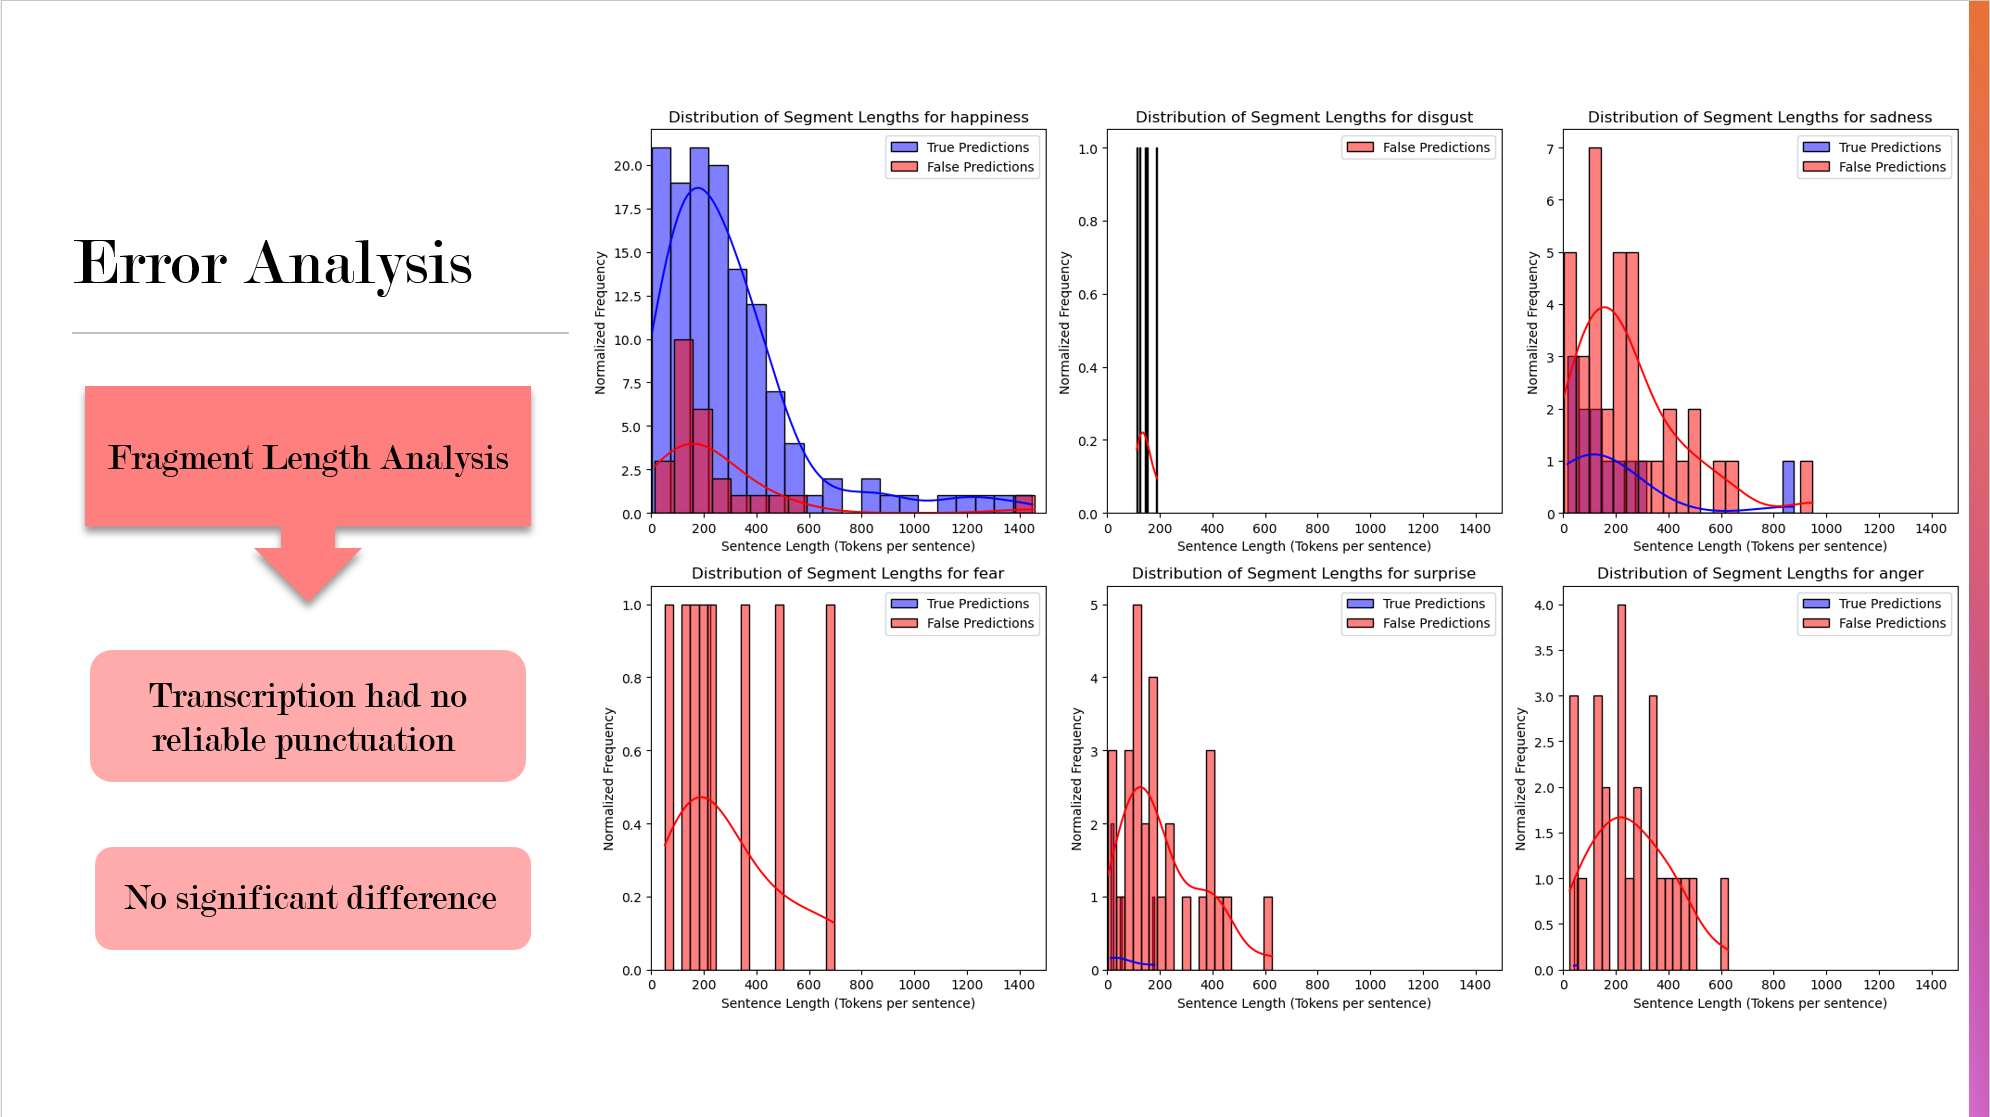 Error Analysis
Fragment Length Analysis
Transcription had no
reliable punctuation
No significant difference
Distribution of Segment Lengths for happiness
True Predictions
False Predictions
Normalized Frequency
20.0
17.5
15.0
12.5
10.0
7.5
5.0
2.5
0.0
0 200 400 600 800 1000 1200 1400
Sentence Length (Tokens per sentence)
Distribution of Segment Lengths for disgust
False Predictions
Normalized Frequency
1.0
0.8
0.6
0.4
0.2
0.0
0 200 400 600 800 1000 1200 1400
Sentence Length (Tokens per sentence)
Distribution of Segment Lengths for sadness
True Predictions
False Predictions
Normalized Frequency
7
6
5
4
3
2
1
0
0 200 400 600 800 1000 1200 1400
Sentence Length (Tokens per sentence)
Distribution of Segment Lengths for fear
True Predictions
False Predictions
Normalized Frequency
1.0
0.8
0.6
0.4
0.2
0.0
0 200 400 600 800 1000 1200 1400
Sentence Length (Tokens per sentence)
Distribution of Segment Lengths for surprise
True Predictions
False Predictions
Normalized Frequency
5
4
3
2
1
0
0 200 400 600 800 1000 1200 1400
Sentence Length (Tokens per sentence)
Distribution of Segment Lengths for anger
True Predictions
False Predictions
Normalized Frequency
4.0
3.5
3.0
2.5
2.0
1.5
1.0
0.5
0.0
0 200 400 600 800 1000 1200 1400
Sentence Length (Tokens per sentence)